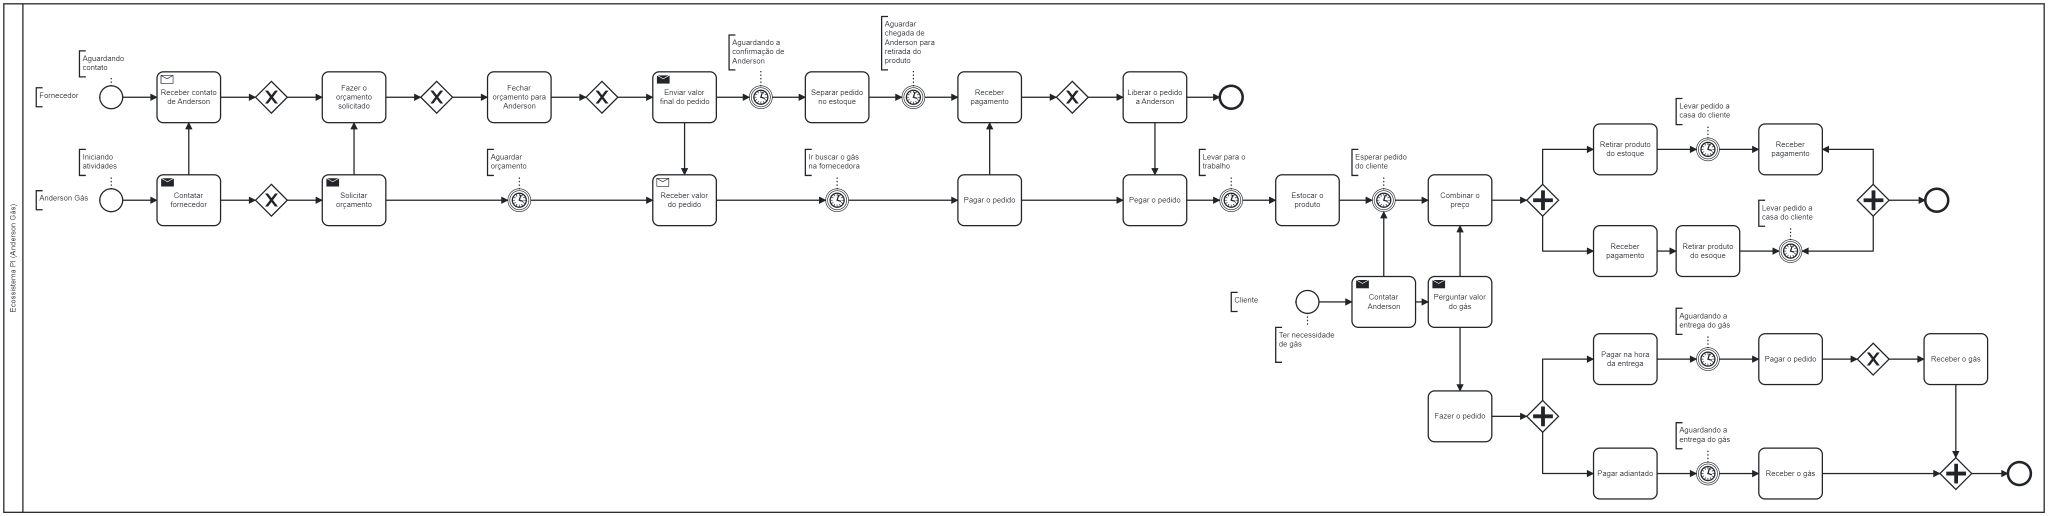 Ecossistema PI (Anderson Gás)
Aguardando
contato
Fornecedor
Receber contato
de Anderson
Fazer o
orçamento
solicitado
Fechar
orçamento para
Anderson
Enviar valor
final do pedido
Aguardando a
confirmação de
Anderson
Separar pedido
no estoque
Aguardar
chegada de
Anderson para
retirada do
produto
Receber
pagamento
Liberar o pedido
a Anderson
Iniciando
atividades
Anderson Gás
Contatar
fornecedor
Solicitar
orçamento
Aguardar
orçamento
Receber valor
do pedido
Ir buscar o gás
na fornecedora
Pagar o pedido
Pegar o pedido
Levar para o
trabalho
Estocar o
produto
Esperar pedido
do cliente
Combinar o
preço
Retirar produto
do estoque
Levar pedido a
casa do cliente
Receber
pagamento
Receber
pagamento
Retirar produto
do esoque
Levar pedido a
casa do cliente
Cliente
Ter necessidade
de gás
Contatar
Anderson
Perguntar valor
do gás
Fazer o pedido
Pagar na hora
da entrega
Aguardando a
entrega do gás
Pagar o pedido
Receber o gás
Pagar adiantado
Aguardando a
entrega do gás
Receber o gás